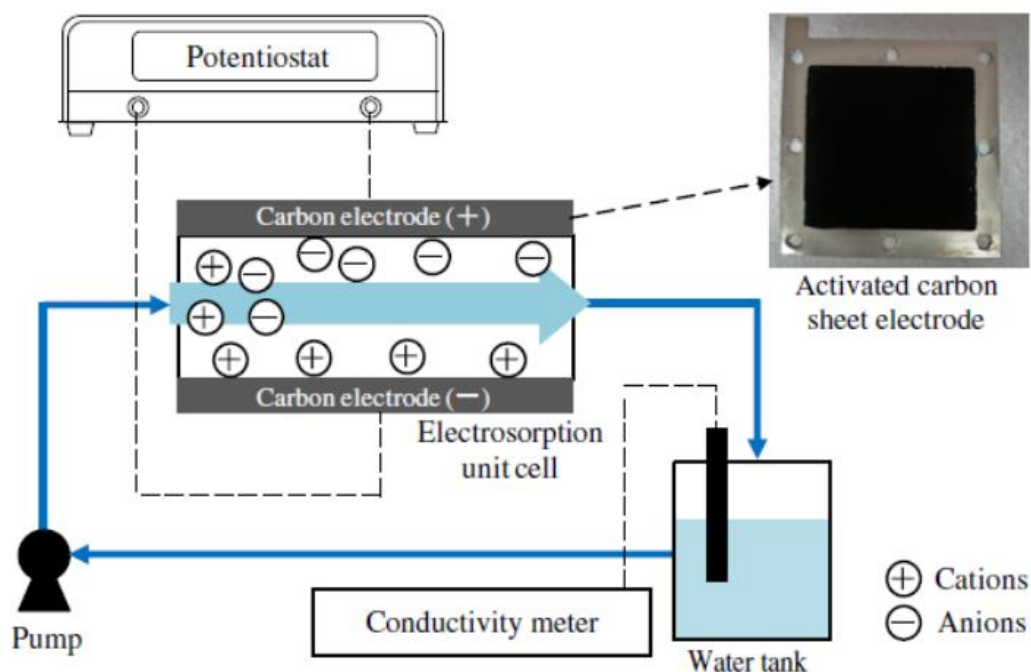 Potentiostat
Carbon electrode (+)
Carbon electrode (−)
Electrosorption
unit cell
Activated carbon
sheet electrode
Pump
Conductivity meter
Water tank
+ Cations
− Anions